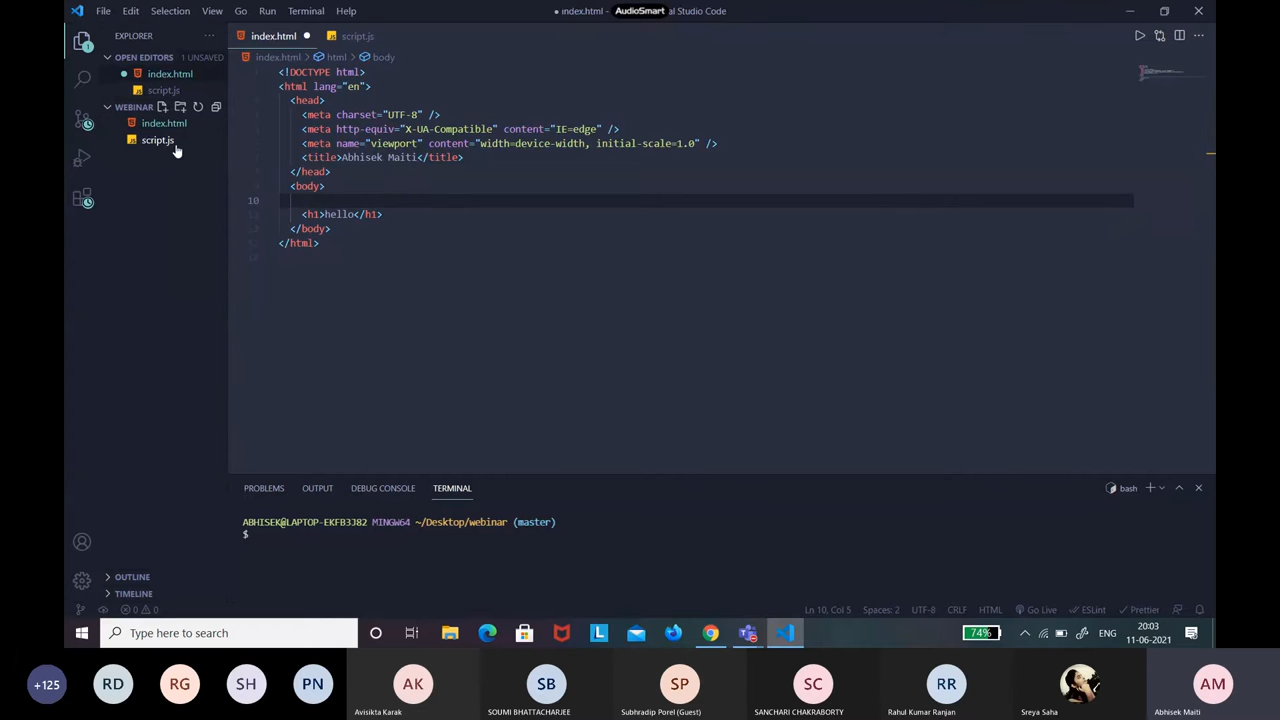 File Edit Selection View Go Run Terminal Help
● index.html - AudioSmart al Studio Code
EXPLORER ...
OPEN EDITORS 1 UNSAVED
index.html
script.js
WEBINAR
index.html
script.js
OUTLINE
TIMELINE
index.html script.js
index.html > html > body
<!DOCTYPE html>
<html lang="en">
<head>
<meta charset="UTF-8" />
<meta http-equiv="X-UA-Compatible" content="IE=edge" />
<meta name="viewport" content="width=device-width, initial-scale=1.0" />
<title>Abhisek Maiti</title>
</head>
<body>
10
<h1>hello</h1>
</body>
</html>
PROBLEMS OUTPUT DEBUG CONSOLE TERMINAL
bash
ABHISEK@LAPTOP-EKFB3J82 MINGW64 ~/Desktop/webinar (master)
$
0 0
Ln 10, Col 5 Spaces: 2 UTF-8 CRLF HTML Go Live ESLint Prettier
Type here to search
74%
ENG
20:03
11-06-2021
+125 RD RG SH PN
AK
Avisikta Karak
SB
SOUMI BHATTACHARJEE
SP
Subhradip Porel (Guest)
SC
SANCHARI CHAKRABORTY
RR
Rahul Kumar Ranjan
Sreya Saha
AM
Abhisek Maiti